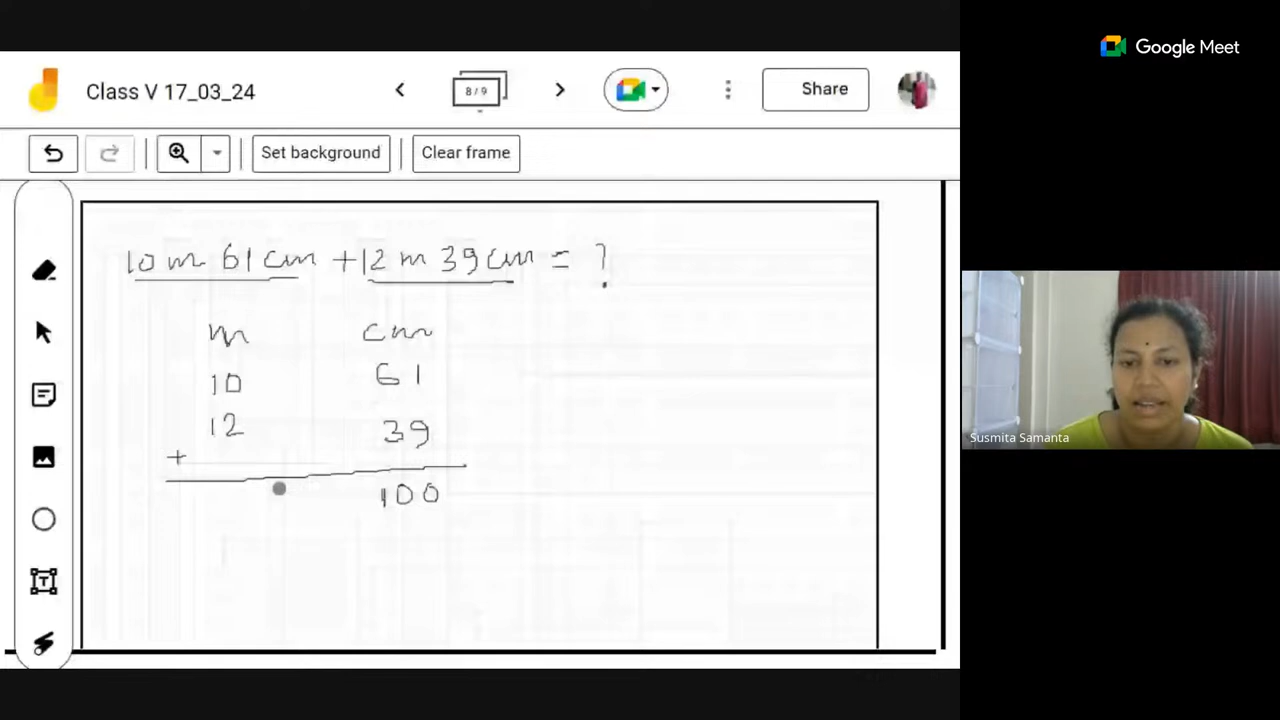 Google Meet
Class V 17_03_24
8 / 9
Share
Set background
Clear frame
10 m 61 cm + 12 m 39 cm = ?
m cm
10 61
12 39
+
100
T
Susmita Samanta